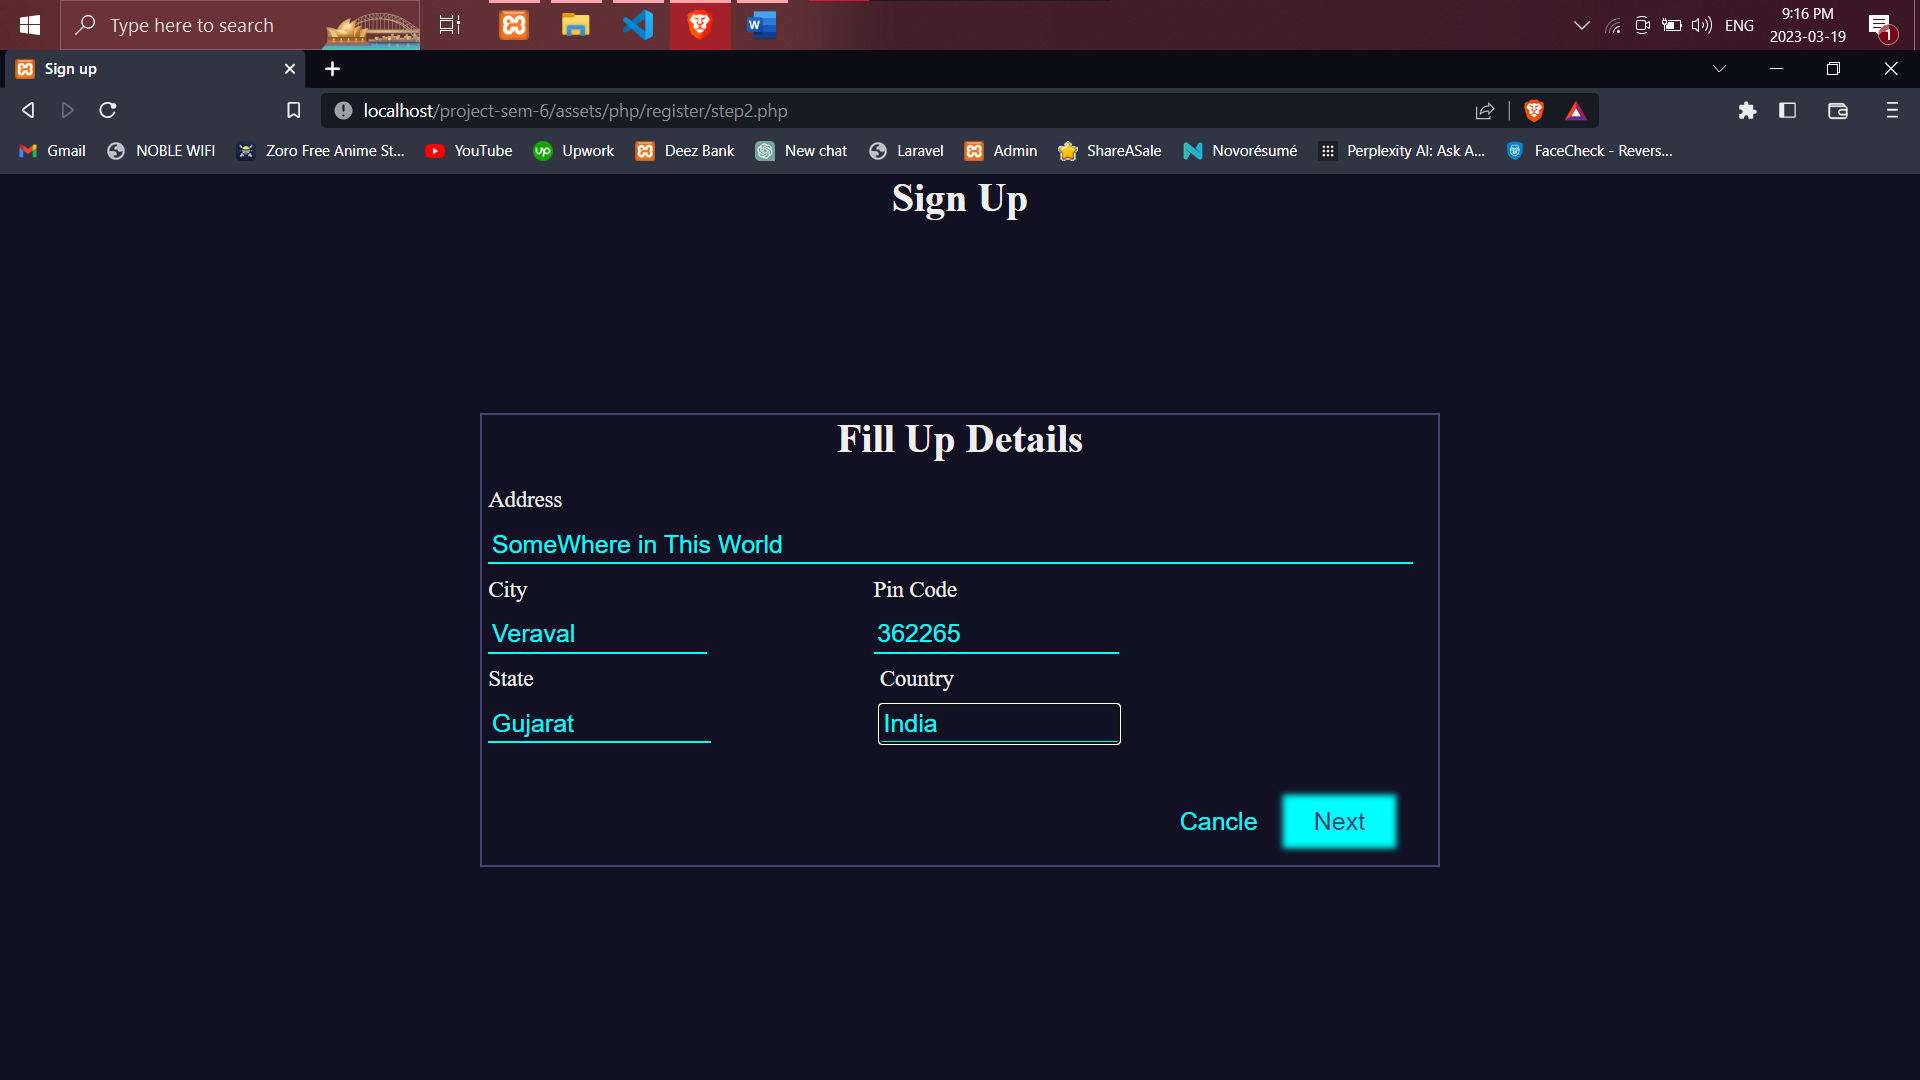 Type here to search
ENG
9:16 PM
2023-03-19
1
Sign up
localhost/project-sem-6/assets/php/register/step2.php
Gmail
NOBLE WIFI
Zoro Free Anime St...
YouTube
up
Upwork
Deez Bank
New chat
Laravel
Admin
ShareASale
Novorésumé
Perplexity AI: Ask A...
FaceCheck - Revers...
Sign Up
Fill Up Details
Address
SomeWhere in This World
City
Pin Code
Veraval
362265
State
Country
Gujarat
India
Cancle
Next